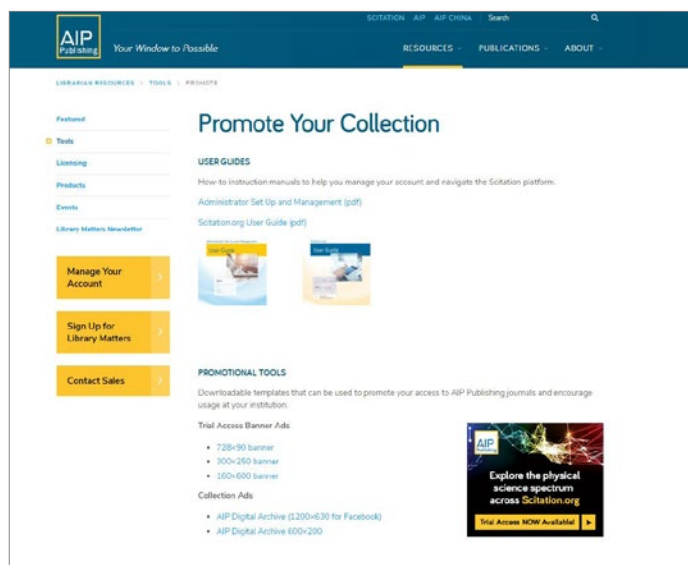 SCITATION AIP AIP CHINA Search
AIP
Publishing
Your Window to Possible
RESOURCES PUBLICATIONS ABOUT
LIBRARIAN RESOURCES TOOLS PROMOTE
Featured
Tools
Licensing
Products
Events
Library Matters Newsletter
Manage Your
Account
Sign Up for
Library Matters
Contact Sales
Promote Your Collection
USER GUIDES
How-to instruction manuals to help you manage your account and navigate the Scitation platform.
Administrator Set Up and Management (pdf)
Scitation.org User Guide (pdf)
User Guide
User Guide
PROMOTIONAL TOOLS
Downloadable templates that can be used to promote your access to AIP Publishing journals and encourage
usage at your institution.
Trial Access Banner Ads
728×90 banner
300×250 banner
160×600 banner
Collection Ads
AIP Digital Archive (1200×630 for Facebook)
AIP Digital Archive 600×200
AIP
Publishing
Explore the physical
science spectrum
across Scitation.org
Trial Access NOW Available!